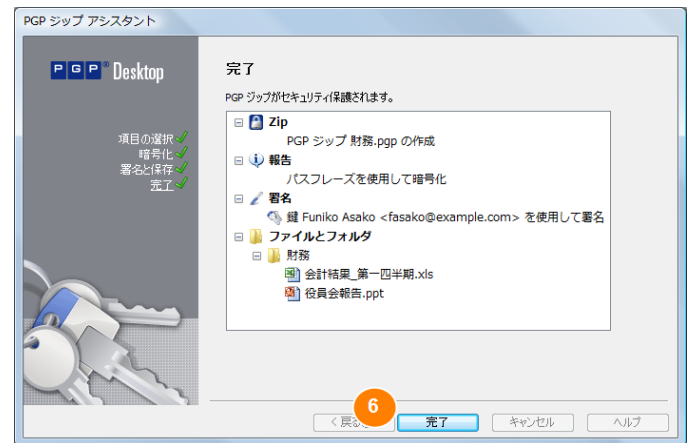 PGP ジップ アシスタント
PGP® Desktop
項目の選択
暗号化
署名と保存
完了
完了
PGP ジップがセキュリティ保護されます。
Zip
PGP ジップ 財務.pgp の作成
報告
パスフレーズを使用して暗号化
署名
鍵 Funiko Asako <fasako@example.com> を使用して署名
ファイルとフォルダ
財務
会計結果_第一四半期.xls
役員会報告.ppt
6
< 戻
完了
キャンセル
ヘルプ